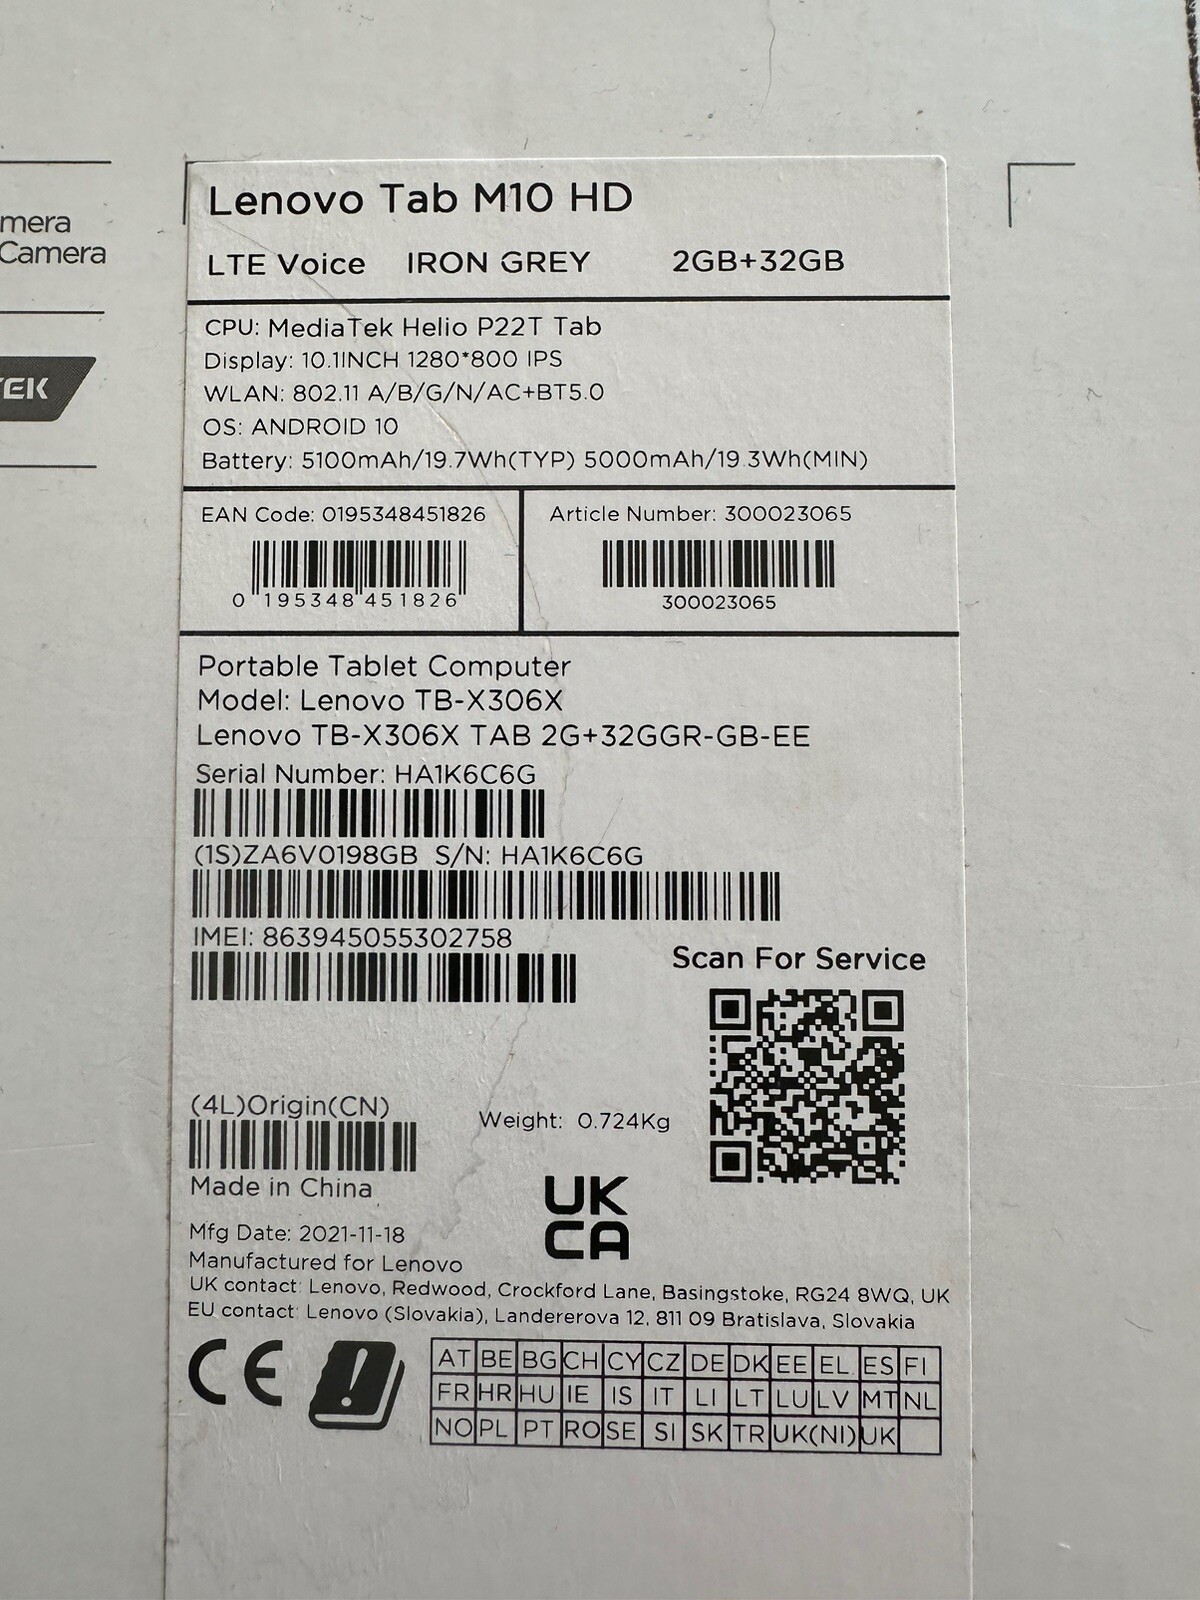 mera
Camera
TEK
Lenovo Tab M10 HD
LTE Voice IRON GREY 2GB+32GB
CPU: MediaTek Helio P22T Tab
Display: 10.1INCH 1280*800 IPS
WLAN: 802.11 A/B/G/N/AC+BT5.0
OS: ANDROID 10
Battery: 5100mAh/19.7Wh(TYP) 5000mAh/19.3Wh(MIN)
EAN Code: 0195348451826
0 195348 451826
Article Number: 300023065
300023065
Portable Tablet Computer
Model: Lenovo TB-X306X
Lenovo TB-X306X TAB 2G+32GGR-GB-EE
Serial Number: HA1K6C6G
(1S)ZA6V0198GB S/N: HA1K6C6G
IMEI: 863945055302758
Scan For Service
(4L)Origin(CN)
Weight: 0.724Kg
Made in China
UK
CA
Mfg Date: 2021-11-18
Manufactured for Lenovo
UK contact: Lenovo, Redwood, Crockford Lane, Basingstoke, RG24 8WQ, UK
EU contact: Lenovo (Slovakia), Landererova 12, 811 09 Bratislava, Slovakia
CE
AT BE BG CH CY CZ DE DK EE EL ES FI
FR HR HU IE IS IT LI LT LU LV MT NL
NO PL PT RO SE SI SK TR UK(NI) UK